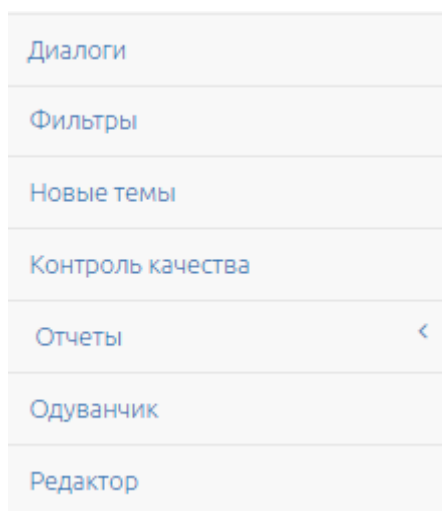 Диалоги
Фильтры
Новые темы
Контроль качества
Отчеты
Одуванчик
Редактор